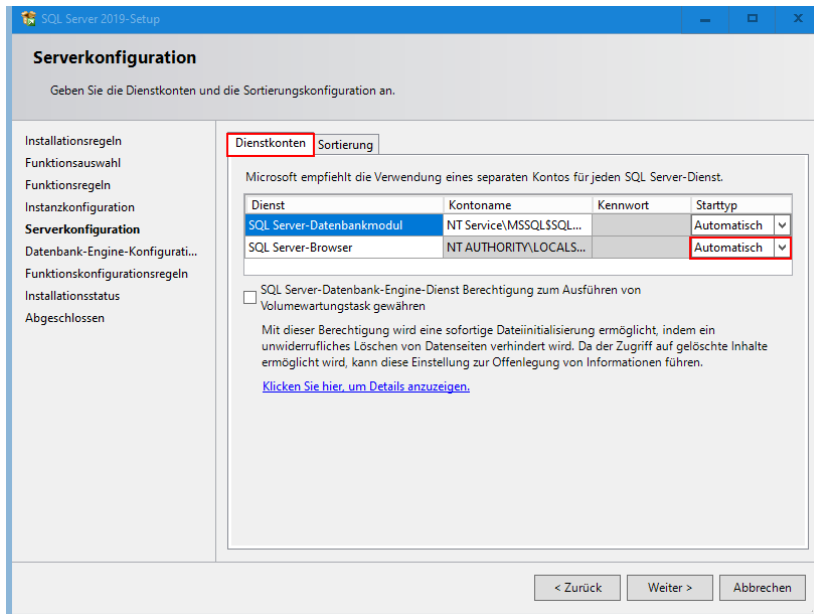 SQL Server 2019-Setup
Serverkonfiguration
Geben Sie die Dienstkonten und die Sortierungskonfiguration an.
Installationsregeln
Funktionsauswahl
Funktionsregeln
Instanzkonfiguration
Serverkonfiguration
Datenbank-Engine-Konfigurati...
Funktionskonfigurationsregeln
Installationsstatus
Abgeschlossen
Dienstkonten Sortierung
Microsoft empfiehlt die Verwendung eines separaten Kontos für jeden SQL Server-Dienst.
Dienst Kontoname Kennwort Starttyp
SQL Server-Datenbankmodul NT Service\MSSQL$SQL... Automatisch
SQL Server-Browser NT AUTHORITY\LOCALS... Automatisch
SQL Server-Datenbank-Engine-Dienst Berechtigung zum Ausführen von
Volumewartungstask gewähren
Mit dieser Berechtigung wird eine sofortige Dateiinitialisierung ermöglicht, indem ein
unwiderrufliches Löschen von Datenseiten verhindert wird. Da der Zugriff auf gelöschte Inhalte
ermöglicht wird, kann diese Einstellung zur Offenlegung von Informationen führen.
Klicken Sie hier, um Details anzuzeigen.
< Zurück Weiter > Abbrechen